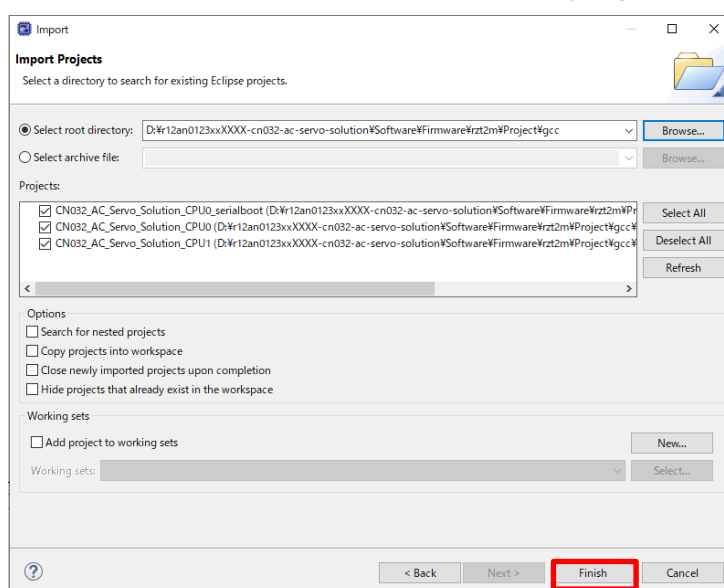 Import
Import Projects
Select a directory to search for existing Eclipse projects.
Select root directory: D:¥r12an0123xxXXXX-cn032-ac-servo-solution¥Software¥Firmware¥rzt2m¥Project¥gcc Browse...
Select archive file: Browse...
Projects:
CN032_AC_Servo_Solution_CPU0_serialboot (D:¥r12an0123xxXXXX-cn032-ac-servo-solution¥Software¥Firmware¥rzt2m¥Pr
CN032_AC_Servo_Solution_CPU0 (D:¥r12an0123xxXXXX-cn032-ac-servo-solution¥Software¥Firmware¥rzt2m¥Project¥gcc¥
CN032_AC_Servo_Solution_CPU1 (D:¥r12an0123xxXXXX-cn032-ac-servo-solution¥Software¥Firmware¥rzt2m¥Project¥gcc¥
Select All
Deselect All
Refresh
Options
Search for nested projects
Copy projects into workspace
Close newly imported projects upon completion
Hide projects that already exist in the workspace
Working sets
Add project to working sets New...
Working sets: Select...
? < Back Next > Finish Cancel